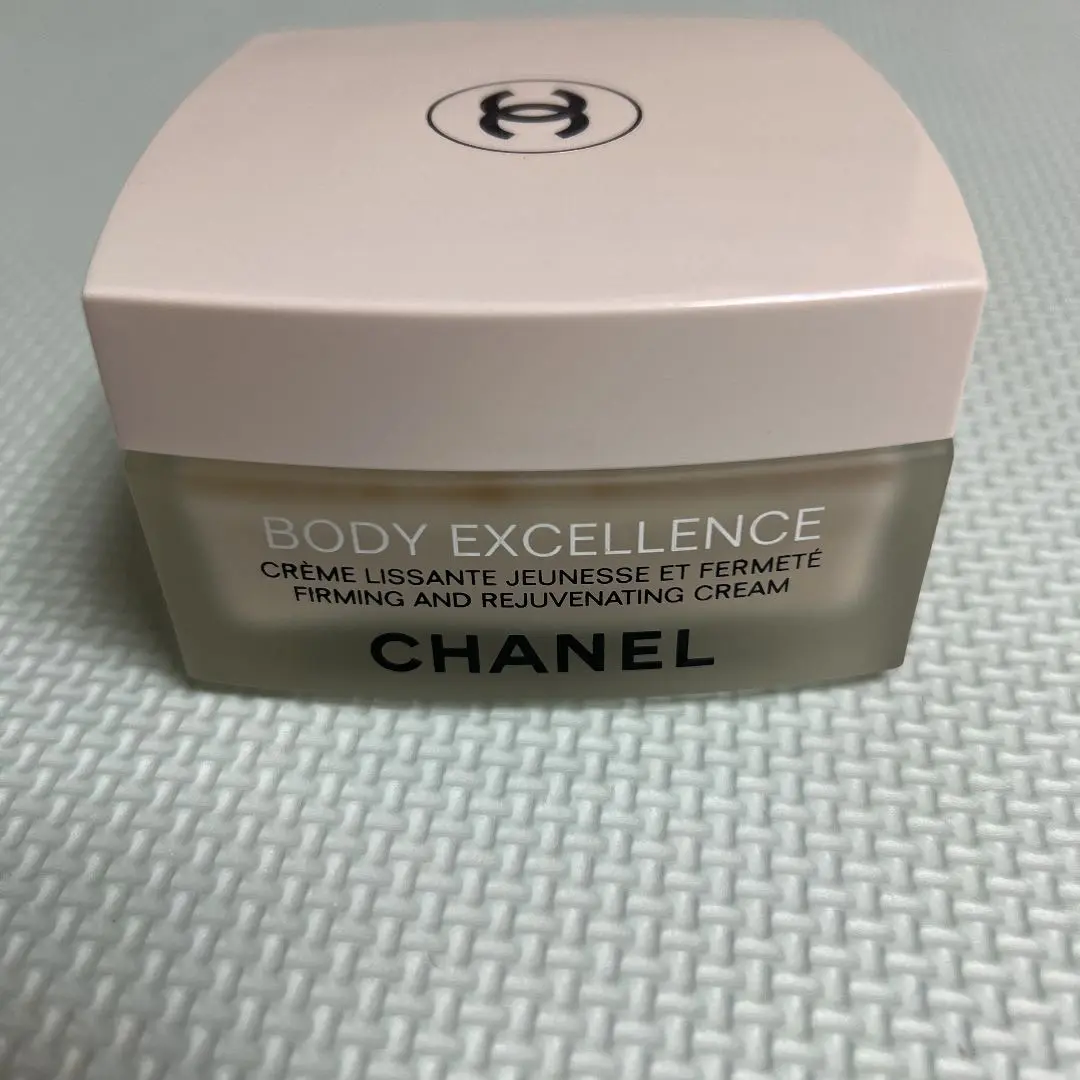 BODY EXCELLENCE
CRÈME LISSANTE JEUNESSE ET FERMETÉ
FIRMING AND REJUVENATING CREAM
CHANEL